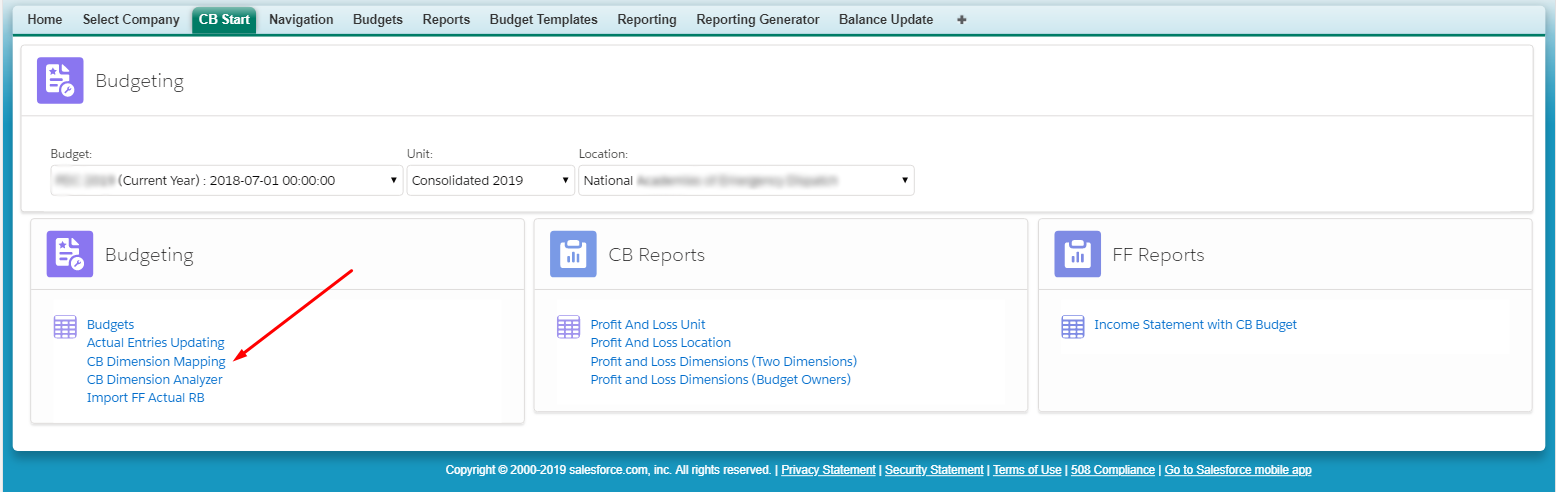 Home Select Company CB Start Navigation Budgets Reports Budget Templates Reporting Reporting Generator Balance Update +
Budgeting
Budget: Unit: Location:
(Current Year) : 2018-07-01 00:00:00 Consolidated 2019 National
Budgeting
Budgets
Actual Entries Updating
CB Dimension Mapping
CB Dimension Analyzer
Import FF Actual RB
CB Reports
Profit And Loss Unit
Profit And Loss Location
Profit and Loss Dimensions (Two Dimensions)
Profit and Loss Dimensions (Budget Owners)
FF Reports
Income Statement with CB Budget
Copyright © 2000-2019 salesforce.com, inc. All rights reserved. | Privacy Statement | Security Statement | Terms of Use | 508 Compliance | Go to Salesforce mobile app